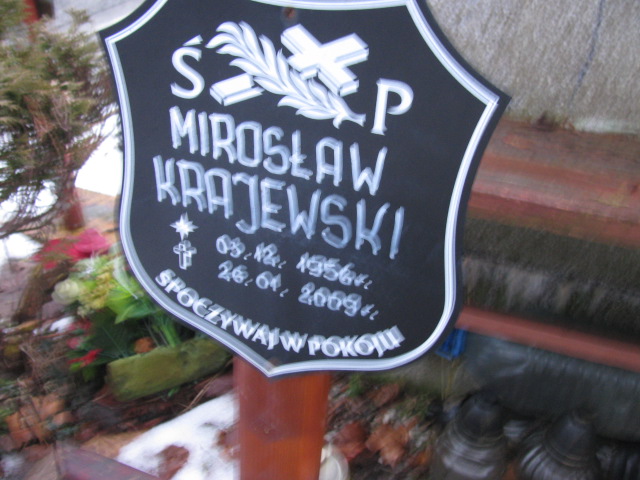 Ś P
MIROSŁAW
KRAJEWSKI
03.12.1956r.
26.01.2009r.
SPOCZYWAJ W POKOJU!